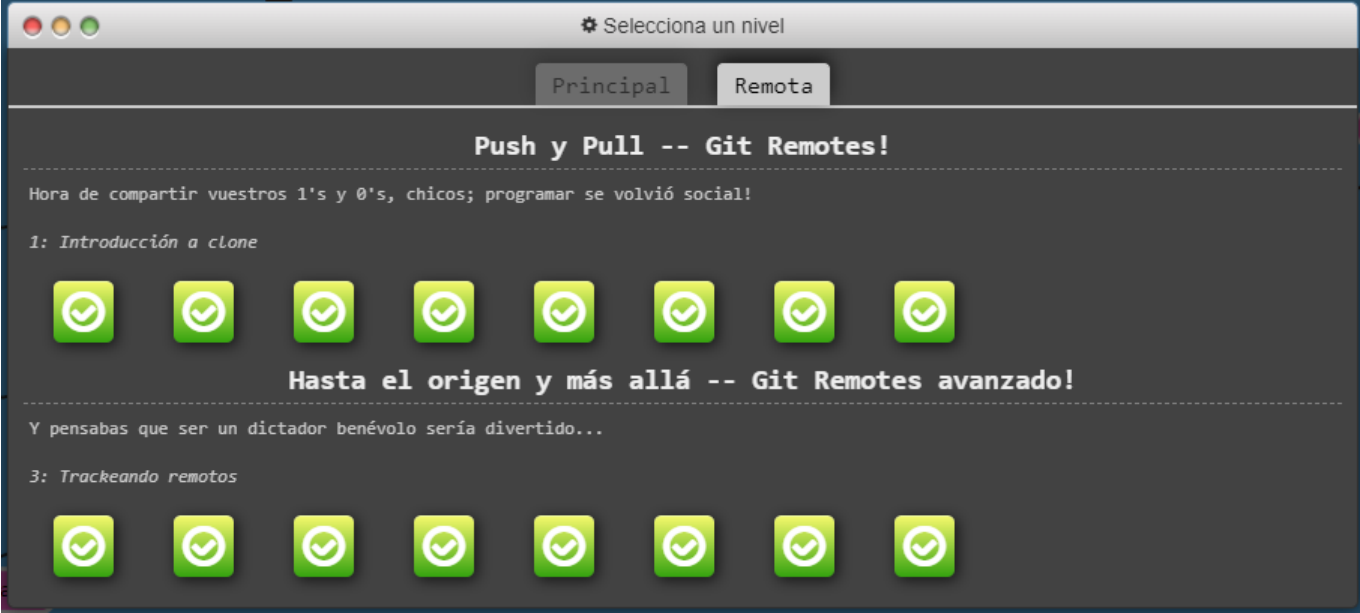 Selecciona un nivel
Principal
Remota
Push y Pull -- Git Remotes!
Hora de compartir vuestros 1's y 0's, chicos; programar se volvió social!
1: Introducción a clone
Hasta el origen y más allá -- Git Remotes avanzado!
Y pensabas que ser un dictador benévolo sería divertido...
3: Trackeando remotos